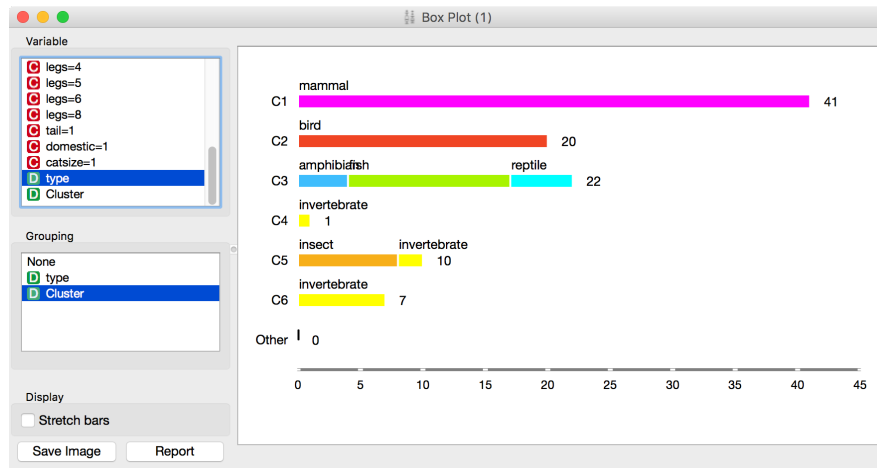 Box Plot (1)
Variable
C legs=4
C legs=5
C legs=6
C legs=8
C tail=1
C domestic=1
C catsize=1
D type
D Cluster
Grouping
None
D type
D Cluster
Display
Stretch bars
Save Image Report
mammal
C1 41
bird
C2 20
amphibian fish reptile
C3 22
invertebrate
C4 1
insect invertebrate
C5 10
invertebrate
C6 7
Other 0
0 5 10 15 20 25 30 35 40 45